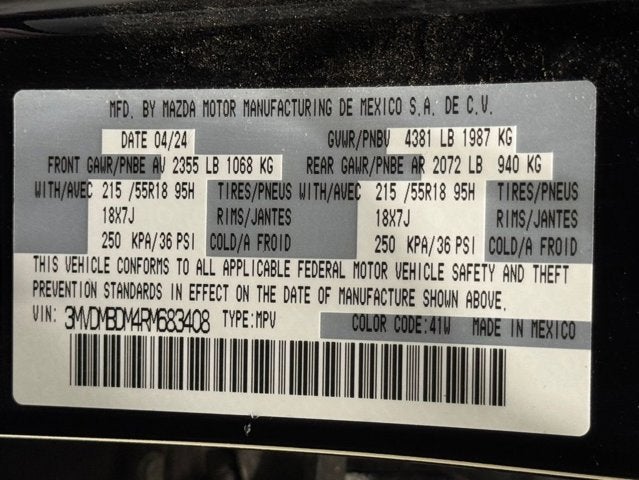 MFD. BY MAZDA MOTOR MANUFACTURING DE MEXICO S.A. DE C.V.
DATE 04/24 GVWR/PNBV 4381 LB 1987 KG
FRONT GAWR/PNBE AV 2355 LB 1068 KG REAR GAWR/PNBE AR 2072 LB 940 KG
WITH/AVEC 215 /55R18 95H TIRES/PNEUS WITH/AVEC 215 /55R18 95H TIRES/PNEUS
18X7J RIMS/JANTES 18X7J RIMS/JANTES
250 KPA/36 PSI COLD/A FROID 250 KPA/36 PSI COLD/A FROID
THIS VEHICLE CONFORMS TO ALL APPLICABLE FEDERAL MOTOR VEHICLE SAFETY AND THEFT
PREVENTION STANDARDS IN EFFECT ON THE DATE OF MANUFACTURE SHOWN ABOVE.
VIN: 3MVDMBDM4RM683408 TYPE:MPV COLOR CODE:41W MADE IN MEXICO